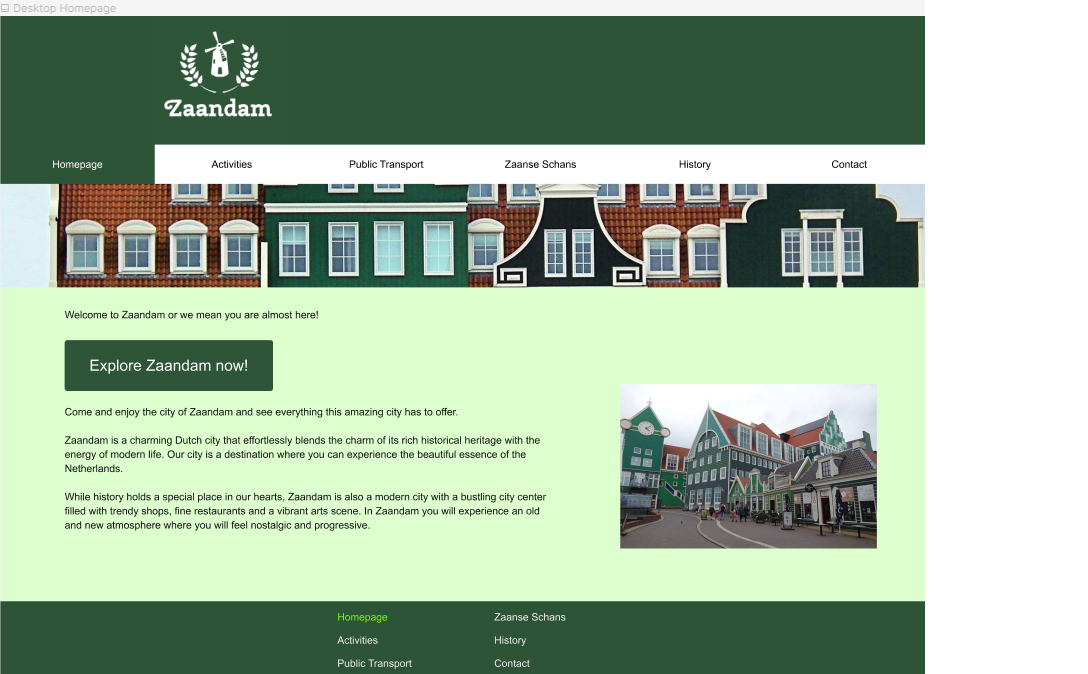 Desktop Homepage
Zaandam
Homepage Activities Public Transport Zaanse Schans History Contact
Welcome to Zaandam or we mean you are almost here!
Explore Zaandam now!
Come and enjoy the city of Zaandam and see everything this amazing city has to offer.
Zaandam is a charming Dutch city that effortlessly blends the charm of its rich historical heritage with the
energy of modern life. Our city is a destination where you can experience the beautiful essence of the
Netherlands.
While history holds a special place in our hearts, Zaandam is also a modern city with a bustling city center
filled with trendy shops, fine restaurants and a vibrant arts scene. In Zaandam you will experience an old
and new atmosphere where you will feel nostalgic and progressive.
Homepage Zaanse Schans
Activities History
Public Transport Contact